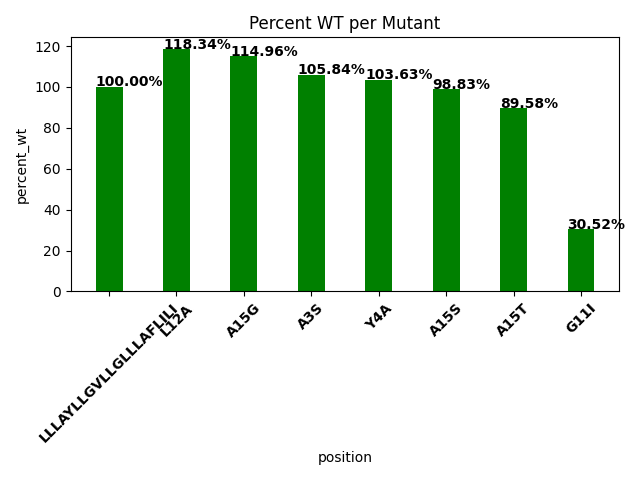 Percent WT per Mutant
percent_wt
120
100
80
60
40
20
0
100.00%
118.34%
114.96%
105.84%
103.63%
98.83%
89.58%
30.52%
LLLAYLLGVLLGLLLAFLILI
L12A
A15G
A3S
Y4A
A15S
A15T
G11I
position